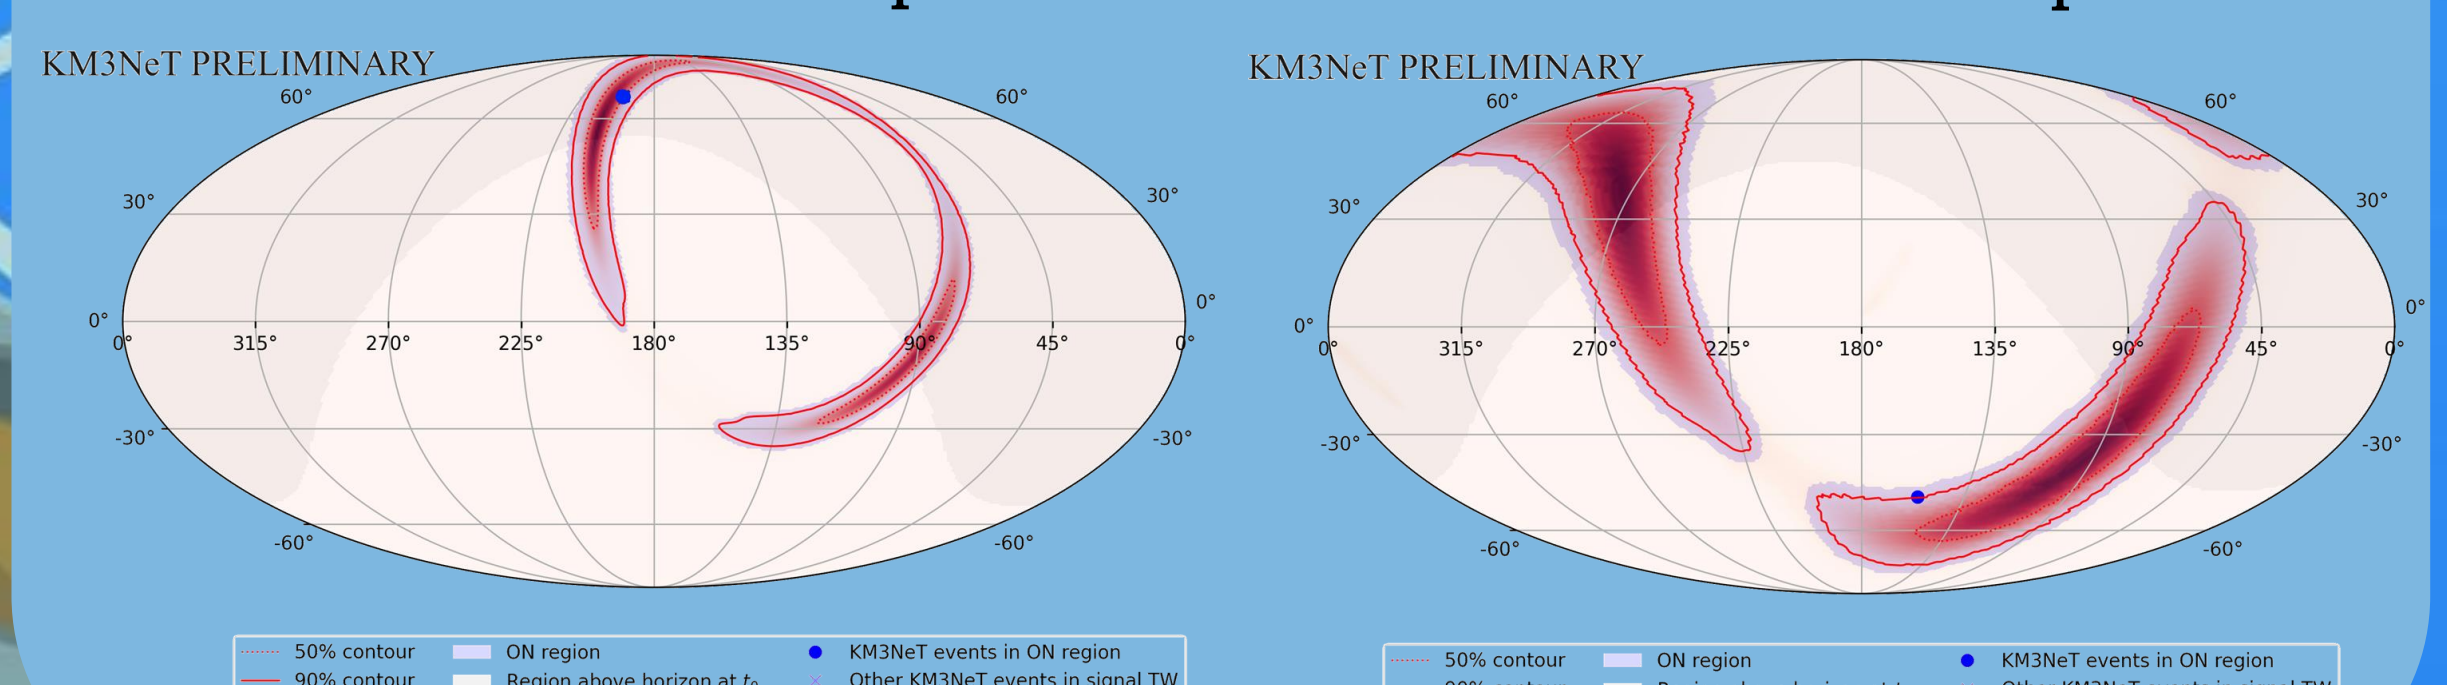 KM3NeT PRELIMINARY
60° 60°
30° 30°
0° 0°
0° 315° 270° 225° 180° 135° 90° 45° 0°
-30° -30°
-60° -60°
50% contour ON region KM3NeT events in ON region
90% contour Region above horizon at t₀ Other KM3NeT events in signal TW
KM3NeT PRELIMINARY
60° 60°
30° 30°
0° 0°
0° 315° 270° 225° 180° 135° 90° 45° 0°
-30° -30°
-60° -60°
50% contour ON region KM3NeT events in ON region